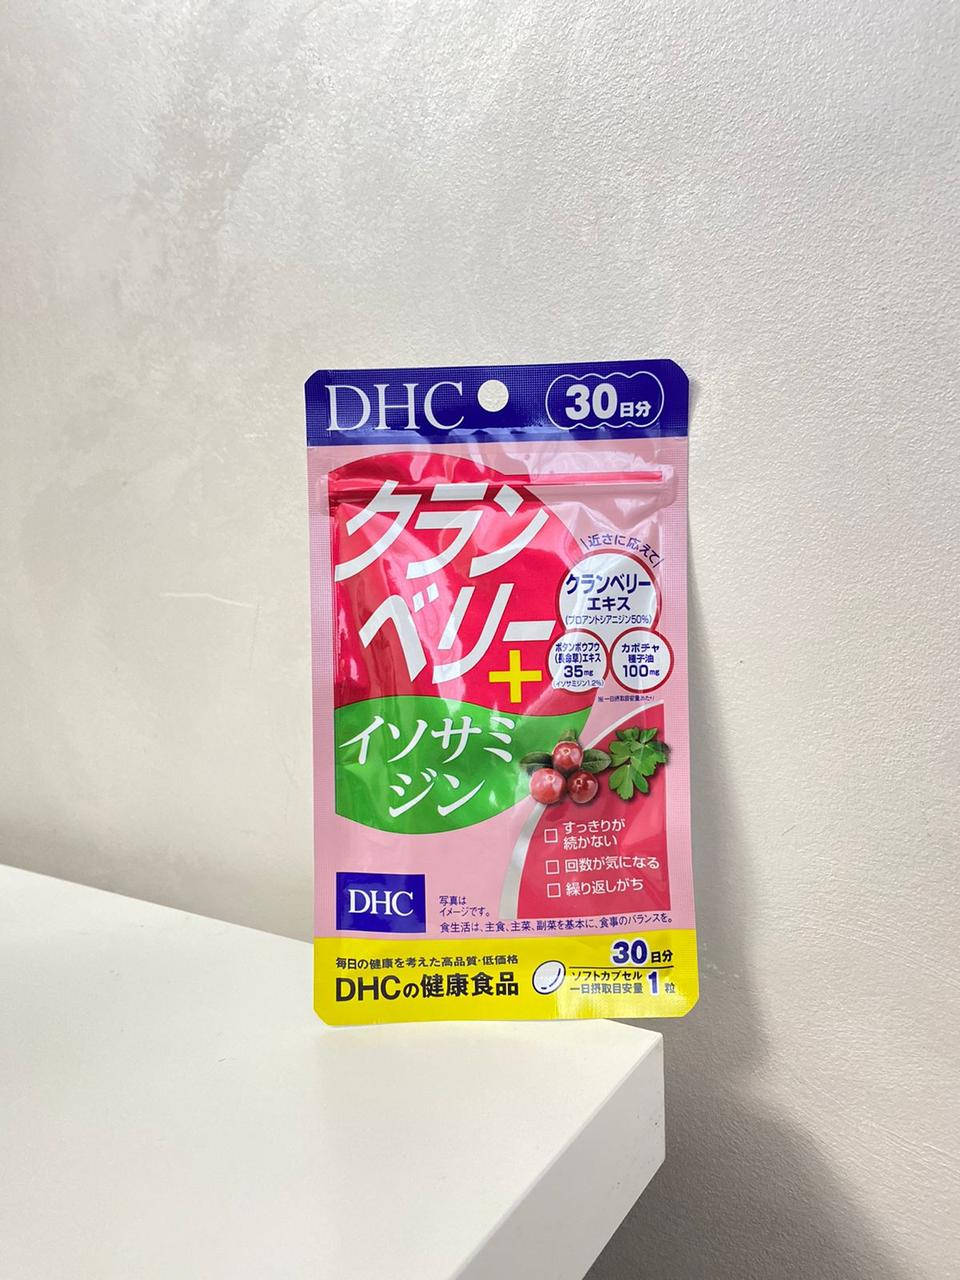 DHC
30日分
クラン
ベリー
+
イソサミ
ジン
近さに応えて
クランベリー
エキス
(プロアントシアニジン50%)
ボタンボウフウ
(長命草)エキス
35mg
(イソサミジン1.2%)
カボチャ
種子油
100mg
すっきりが
続かない
回数が気になる
繰り返しがち
DHC
写真は
イメージです。
食生活は、主食、主菜、副菜を基本に、食事のバランスを。
毎日の健康を考えた高品質・低価格
DHCの健康食品
30日分
ソフトカプセル
一日摂取目安量
1粒